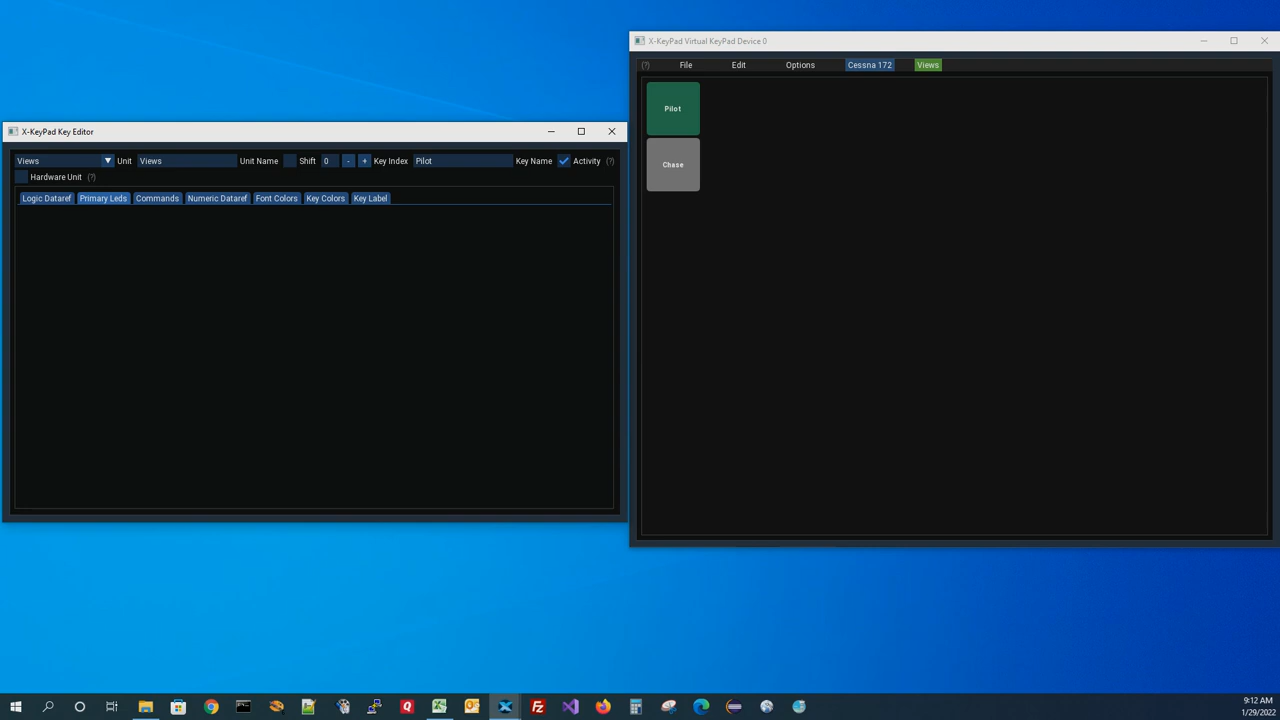 X-KeyPad Virtual KeyPad Device 0
(?) File Edit Options Cessna 172 Views
Pilot
Chase
X-KeyPad Key Editor
Views Unit Views Unit Name Shift 0 - + Key Index Pilot Key Name Activity (?)
Hardware Unit (?)
Logic Dataref Primary Leds Commands Numeric Dataref Font Colors Key Colors Key Label
9:12 AM
1/29/2022